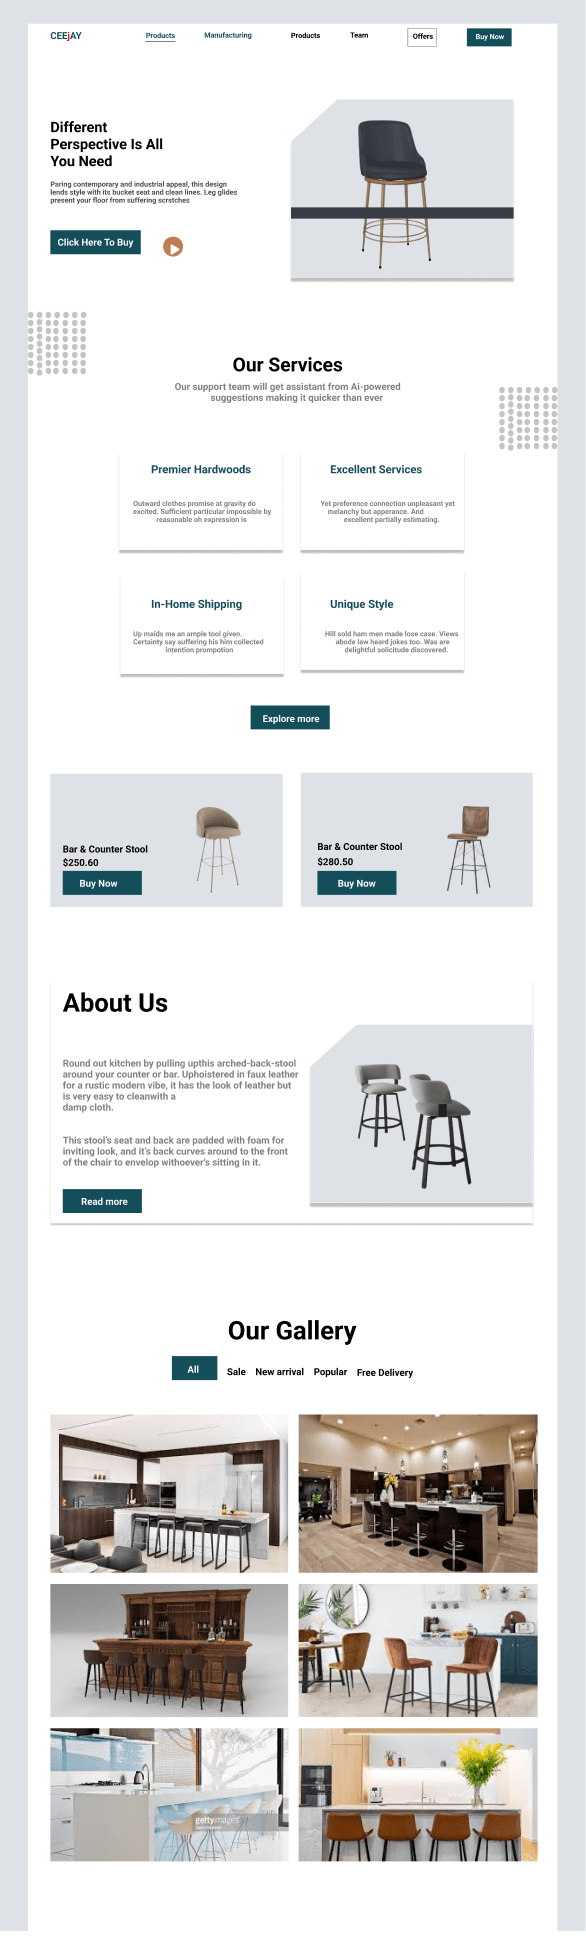 CEEjAY
Products
Manufacturing
Products
Team
Offers
Buy Now
Different
Perspective Is All
You Need
Paring contemporary and industrial appeal, this design
lends style with its bucket seat and clean lines. Leg glides
present your floor from suffering scrstches
Click Here To Buy
Our Services
Our support team will get assistant from Ai-powered
suggestions making it quicker than ever
Premier Hardwoods
Outward clothes promise at gravity do
excited. Sufficient particular impossible by
reasonable oh expression is
Excellent Services
Yet preference connection unpleasant yet
melanchy but apperance. And
excellent partially estimating.
In-Home Shipping
Up maids me an ample tool given.
Certainty say suffering his him collected
intention prompotion
Unique Style
Hill sold ham men made lose case. Views
abode law heard jokes too. Was are
delightful solicitude discovered.
Explore more
Bar & Counter Stool
$250.60
Buy Now
Bar & Counter Stool
$280.50
Buy Now
About Us
Round out kitchen by pulling upthis arched-back-stool
around your counter or bar. Uphoistered in faux leather
for a rustic modern vibe, it has the look of leather but
is very easy to cleanwith a
damp cloth.
This stool's seat and back are padded with foam for
inviting look, and it's back curves around to the front
of the chair to envelop withoever's sitting in it.
Read more
Our Gallery
All
Sale
New arrival
Popular
Free Delivery
gettyimages